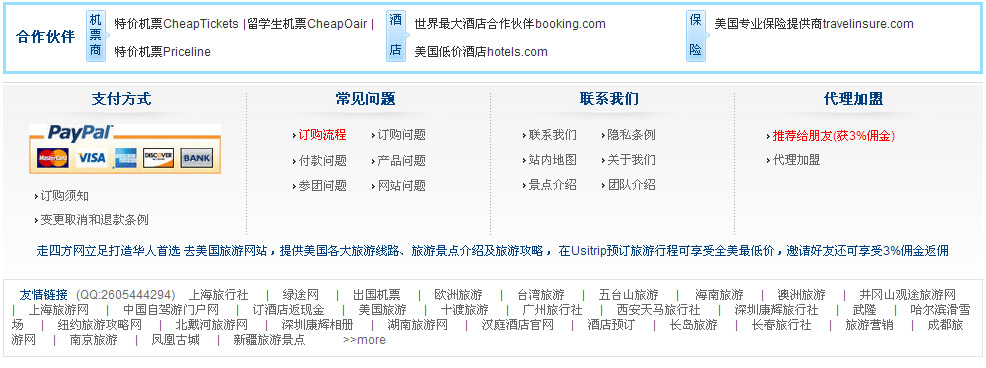 合作伙伴
机票商
特价机票CheapTickets |留学生机票CheapOair |
特价机票Priceline
酒店
世界最大酒店合作伙伴booking.com
美国低价酒店hotels.com
保险
美国专业保险提供商travelinsure.com
支付方式
PayPal
MasterCard VISA AMERICAN EXPRESS DISCOVER BANK
订购须知
变更取消和退款条例
常见问题
订购流程 订购问题
付款问题 产品问题
参团问题 网站问题
联系我们
联系我们 隐私条例
站内地图 关于我们
景点介绍 团队介绍
代理加盟
推荐给朋友(获3%佣金)
代理加盟
走四方网立足打造华人首选 去美国旅游网站，提供美国各大旅游线路、旅游景点介绍及旅游攻略，在Usitrip预订旅游行程可享受全美最低价，邀请好友还可享受3%佣金返佣
友情链接 (QQ:2605444294) 上海旅行社 | 绿途网 | 出国机票 | 欧洲旅游 | 台湾旅游 | 五台山旅游 | 海南旅游 | 澳洲旅游 | 井冈山观途旅游网
| 上海旅游网 | 中国自驾游门户网 | 订酒店返现金 | 美国旅游 | 十渡旅游 | 广州旅行社 | 西安天马旅行社 | 深圳康辉旅行社 | 武隆 | 哈尔滨滑雪
场 | 纽约旅游攻略网 | 北戴河旅游网 | 深圳康辉相册 | 湖南旅游网 | 汉庭酒店官网 | 酒店预订 | 长岛旅游 | 长春旅行社 | 旅游营销 | 成都旅
游网 | 南京旅游 | 凤凰古城 | 新疆旅游景点 >>more